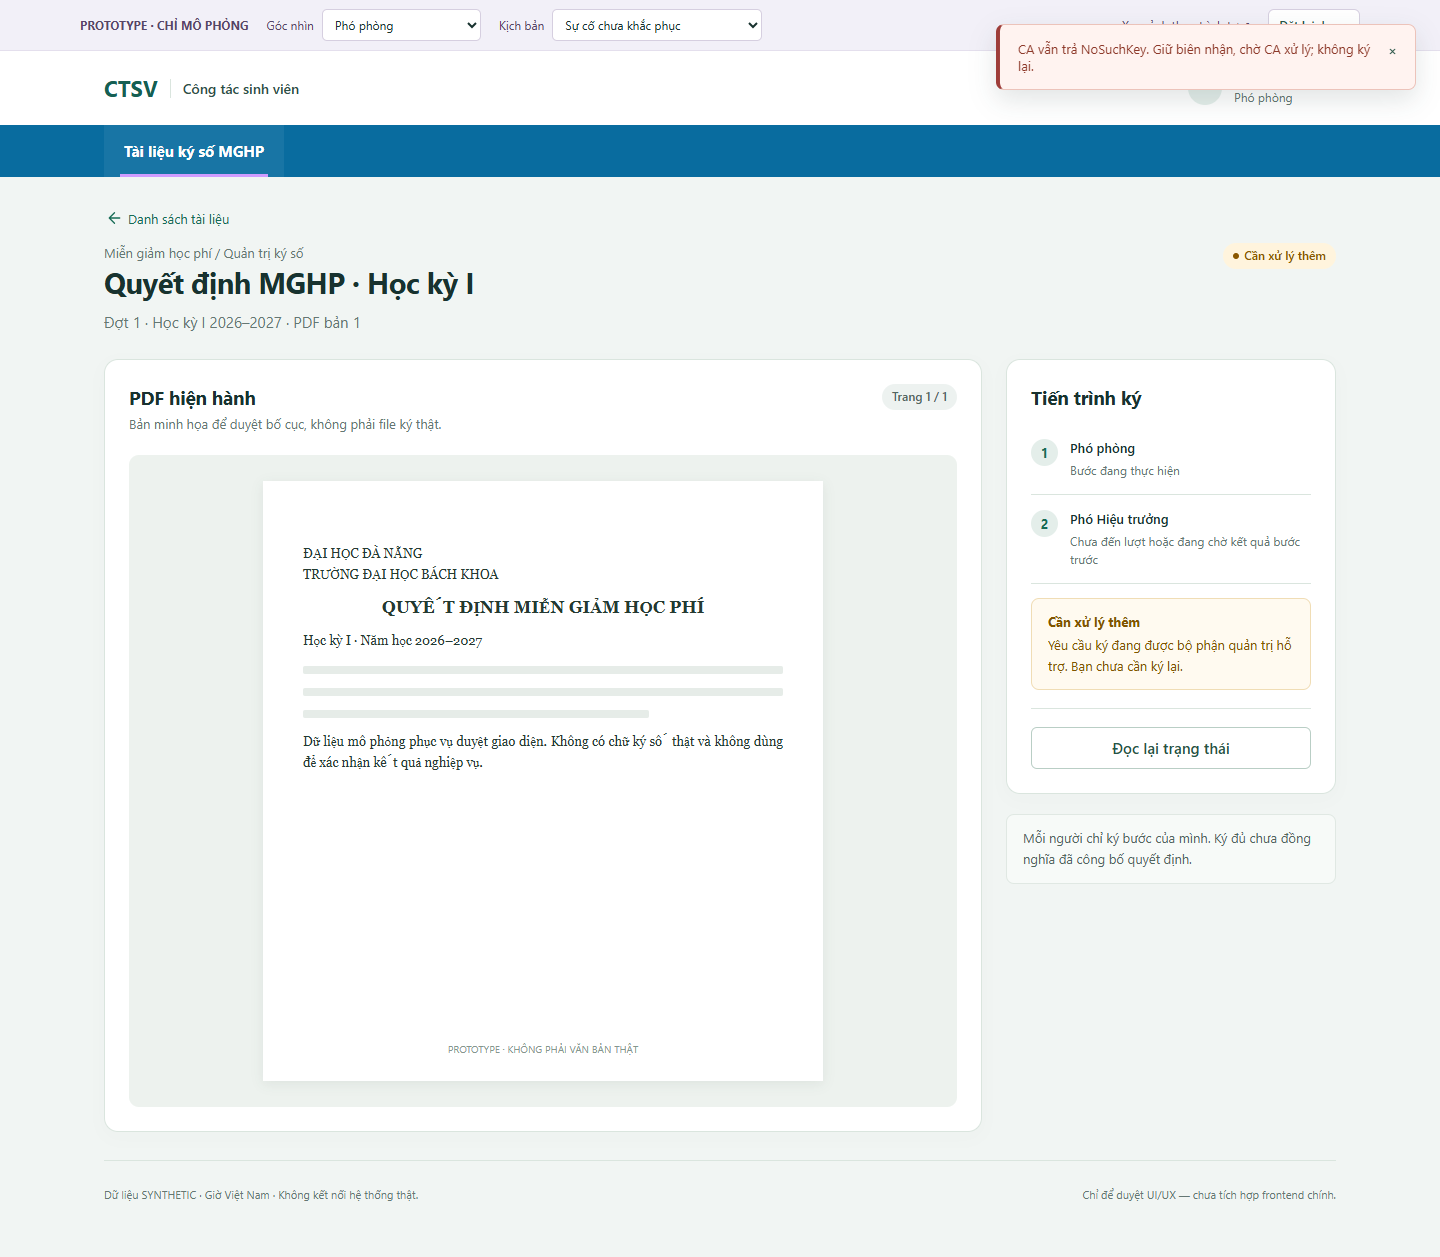 PROTOTYPE · CHỈ MÔ PHỎNG
Góc nhìn
Phó phòng
Kịch bản
Sự cố chưa khắc phục
CA vẫn trả NoSuchKey. Giữ biên nhận, chờ CA xử lý; không ký
lại.
×
CTSV
Công tác sinh viên
Phó phòng
Tài liệu ký số MGHP
← Danh sách tài liệu
Miễn giảm học phí / Quản trị ký số
Quyết định MGHP · Học kỳ I
Đợt 1 · Học kỳ I 2026–2027 · PDF bản 1
Cần xử lý thêm
PDF hiện hành
Bản minh họa để duyệt bố cục, không phải file ký thật.
Trang 1 / 1
ĐẠI HỌC ĐÀ NẴNG
TRƯỜNG ĐẠI HỌC BÁCH KHOA
QUYẾT ĐỊNH MIỄN GIẢM HỌC PHÍ
Học kỳ I · Năm học 2026–2027
Dữ liệu mô phỏng phục vụ duyệt giao diện. Không có chữ ký số thật và không dùng
để xác nhận kết quả nghiệp vụ.
PROTOTYPE · KHÔNG PHẢI VĂN BẢN THẬT
Tiến trình ký
1
Phó phòng
Bước đang thực hiện
2
Phó Hiệu trưởng
Chưa đến lượt hoặc đang chờ kết quả bước
trước
Cần xử lý thêm
Yêu cầu ký đang được bộ phận quản trị hỗ
trợ. Bạn chưa cần ký lại.
Đọc lại trạng thái
Mỗi người chỉ ký bước của mình. Ký đủ chưa đồng
nghĩa đã công bố quyết định.
Dữ liệu SYNTHETIC · Giờ Việt Nam · Không kết nối hệ thống thật.
Chỉ để duyệt UI/UX — chưa tích hợp frontend chính.